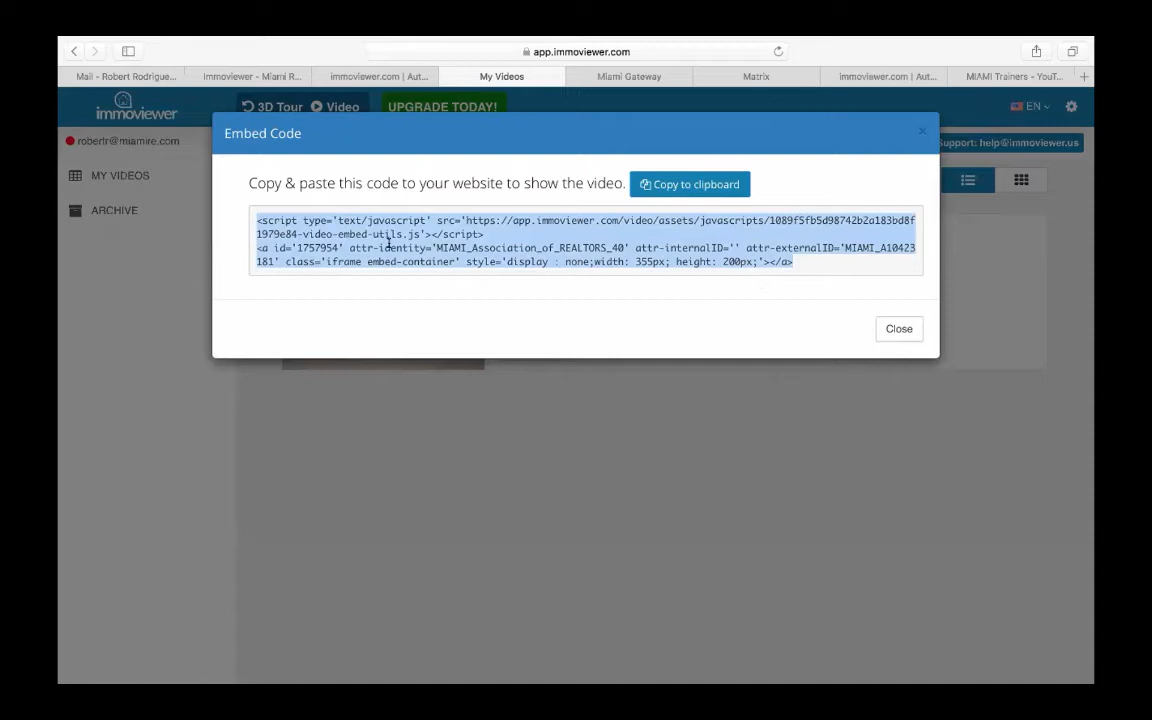 app.immoviewer.com
Mail - Robert Rodrigue...
Immoviewer - Miami R...
immoviewer.com | Aut...
My Videos
Miami Gateway
Matrix
immoviewer.com | Aut...
MIAMI Trainers - YouT...
immoviewer
3D Tour
Video
UPGRADE TODAY!
EN
robertr@miamire.com
Support: help@immoviewer.us
MY VIDEOS
ARCHIVE
Embed Code
×
Copy & paste this code to your website to show the video.
Copy to clipboard
<script type='text/javascript' src='https://app.immoviewer.com/video/assets/javascripts/1089f5fb5d98742b2a183bd8f
1979e84-video-embed-utils.js'></script>
<a id='1757954' attr-identity='MIAMI_Association_of_REALTORS_40' attr-internalID='' attr-externalID='MIAMI_A10423
181' class='iframe embed-container' style='display : none;width: 355px; height: 200px;'></a>
Close